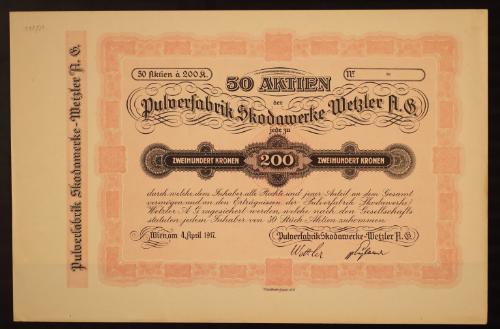 Pulverfabrik Skodawerke-Wetzler A. G.
50 Aktien à 200 K.
Nr.
50 AKTIEN
der
Pulverfabrik Skodawerke-Wetzler A. G.
jede zu
ZWEIHUNDERT KRONEN
200
ZWEIHUNDERT KRONEN
durch welche dem Inhaber alle Rechte und jener Anteil an dem Gesamt
vermögen und an den Erträgnissen der Pulverfabrik Skodawerke
Wetzler A. G. zugesichert werden, welche nach den Gesellschafts
statuten jedem Inhaber von 50 Stück Aktien zukommen.
Wien, am 4. April 1917.
Pulverfabrik Skodawerke-Wetzler A. G.